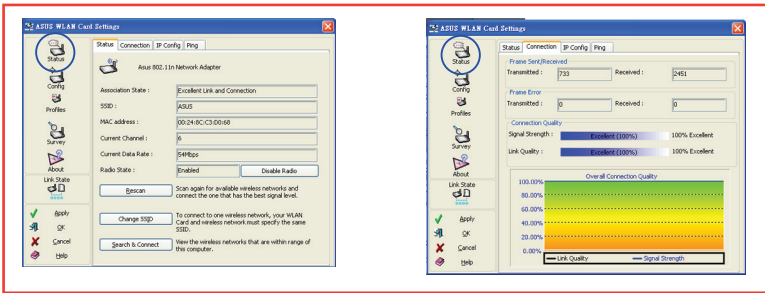 ASUS WLAN Card Settings
Status
Config
Profiles
Survey
About
Link State
Apply
OK
Cancel
Help
Status Connection IP Config Ping
Asus 802.11n Network Adapter
Association State : Excellent Link and Connection
SSID : ASUS
MAC address : 00:24:8C:C3:D0:68
Current Channel : 6
Current Data Rate : 54Mbps
Radio State : Enabled Disable Radio
Rescan Scan again for available wireless networks and
connect the one that has the best signal level.
Change SSID To connect to one wireless network, your WLAN
Card and wireless network must specify the same
SSID.
Search & Connect View the wireless networks that are within range of
this computer.
ASUS WLAN Card Settings
Status
Config
Profiles
Survey
About
Link State
Apply
OK
Cancel
Help
Status Connection IP Config Ping
Frame Sent/Received
Transmitted : 733 Received : 2451
Frame Error
Transmitted : 0 Received : 0
Connection Quality
Signal Strength : Excellent (100%) 100% Excellent
Link Quality : Excellent (100%) 100% Excellent
Overall Connection Quality
100.00%
80.00%
60.00%
40.00%
20.00%
0.00%
Link Quality Signal Strength